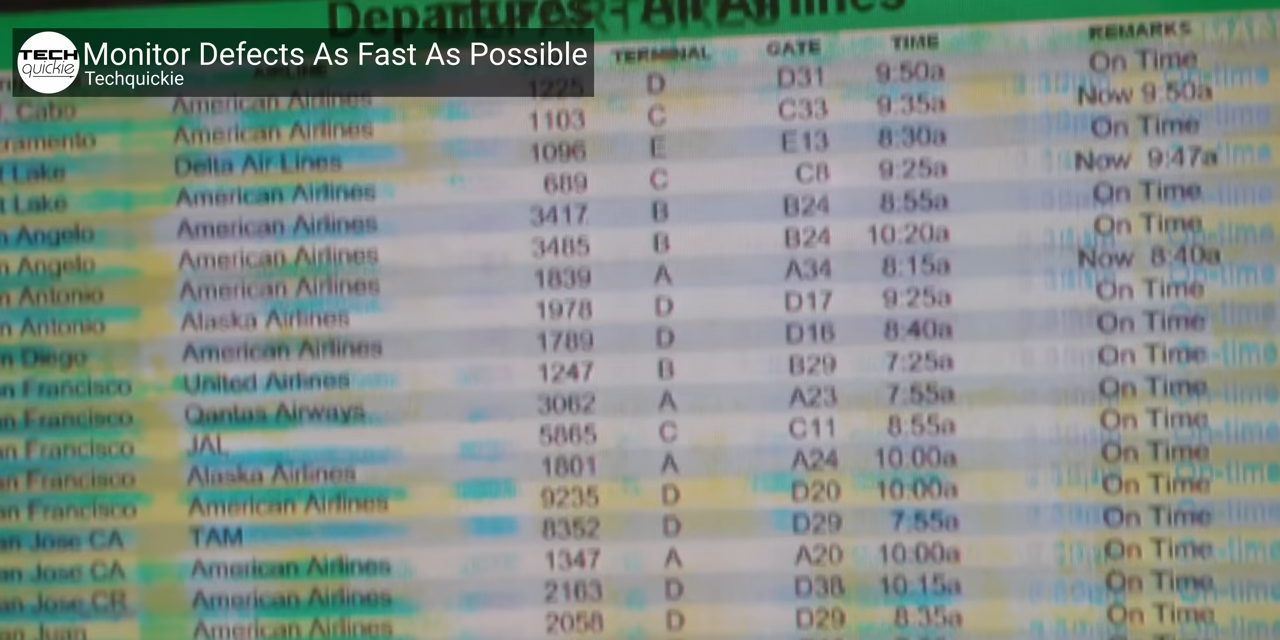 Departures - All Airlines
TECH quickie
Monitor Defects As Fast As Possible
Techquickie
TERMINAL GATE TIME REMARKS
Cabo American Airlines 1225 D D31 9:50a On Time
ramento American Airlines 1103 C C33 9:35a Now 9:50a
Lake Delta Air Lines 1096 E E13 8:30a On Time
t Lake American Airlines 689 C C8 9:25a Now 9:47a
n Angelo American Airlines 3417 B B24 8:55a On Time
n Angelo American Airlines 3485 B B24 10:20a On Time
n Antonio American Airlines 1839 A A34 8:15a Now 8:40a
n Antonio Alaska Airlines 1978 D D17 9:25a On Time
n Diego American Airlines 1789 D D16 8:40a On Time
n Francisco United Airlines 1247 B B29 7:25a On Time
n Francisco Qantas Airways 3062 A A23 7:55a On Time
n Francisco JAL 5865 C C11 8:55a On Time
n Francisco Alaska Airlines 1801 A A24 10:00a On Time
n Francisco American Airlines 9235 D D20 10:00a On Time
an Jose CA TAM 8352 D D29 7:55a On Time
an Jose CA American Airlines 1347 A A20 10:00a On Time
an Jose CR American Airlines 2163 D D38 10:15a On Time
an Juan American Airlines 2058 D D29 8:35a On Time